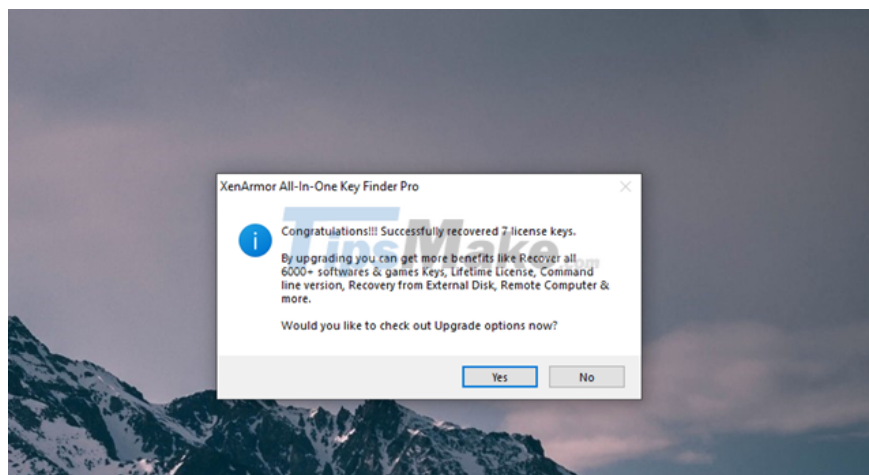 XenArmor All-In-One Key Finder Pro
Congratulations!!! Successfully recovered 7 license keys.
By upgrading you can get more benefits like Recover all
6000+ softwares & games Keys, Lifetime License, Command
line version, Recovery from External Disk, Remote Computer &
more.
Would you like to check out Upgrade options now?
Yes No
TipsMake.com